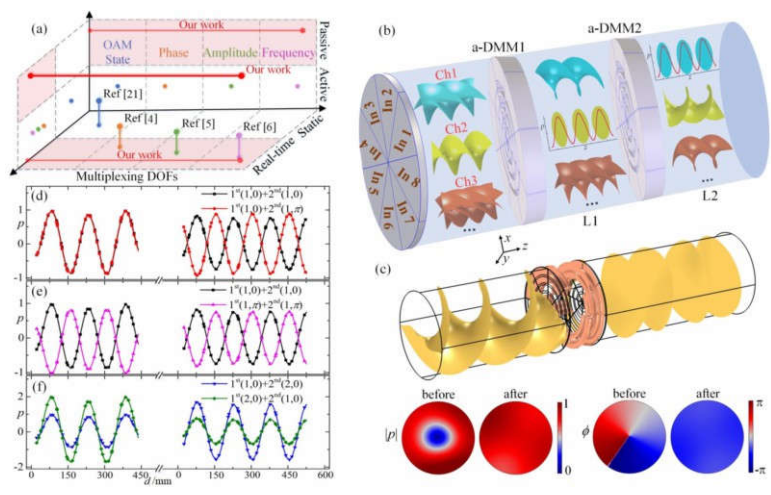 (a)
Our work
OAM
State
Phase
Amplitude
Frequency
Passive
Our work
Active
Ref [21]
Ref [4]
Ref [5]
Ref [6]
Static
Our work
Real-time
Multiplexing DOFs
(b)
a-DMM1
a-DMM2
In 3
In 2
In 4
In 1
In 5
In 8
In 6
In 7
Ch1
Ch2
Ch3
...
p
p
...
L1
p
...
L2
x
y
z
(c)
(d)
1st(1,0)+2nd(1,0)
1st(1,0)+2nd(1,π)
1
p
0
-1
(e)
1st(1,0)+2nd(1,0)
1st(1,π)+2nd(1,π)
1
p
0
-1
(f)
1st(1,0)+2nd(2,0)
1st(2,0)+2nd(1,0)
2
p
0
-2
0 150 300 450 0 150 300 450 600
d/mm
before after
|p|
1
0
before after
ϕ
π
-π